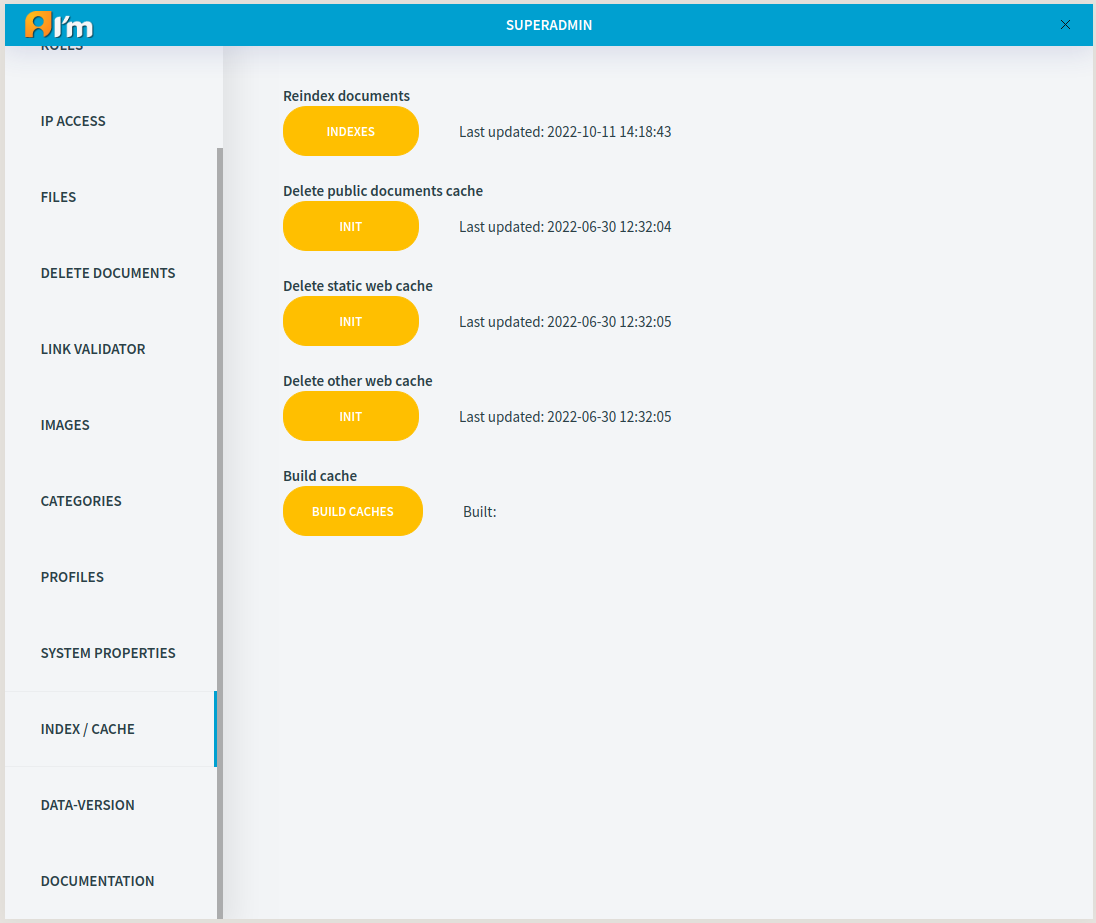 I'm
SUPERADMIN
ROLES
IP ACCESS
FILES
DELETE DOCUMENTS
LINK VALIDATOR
IMAGES
CATEGORIES
PROFILES
SYSTEM PROPERTIES
INDEX / CACHE
DATA-VERSION
DOCUMENTATION
Reindex documents
INDEXES Last updated: 2022-10-11 14:18:43
Delete public documents cache
INIT Last updated: 2022-06-30 12:32:04
Delete static web cache
INIT Last updated: 2022-06-30 12:32:05
Delete other web cache
INIT Last updated: 2022-06-30 12:32:05
Build cache
BUILD CACHES Built: